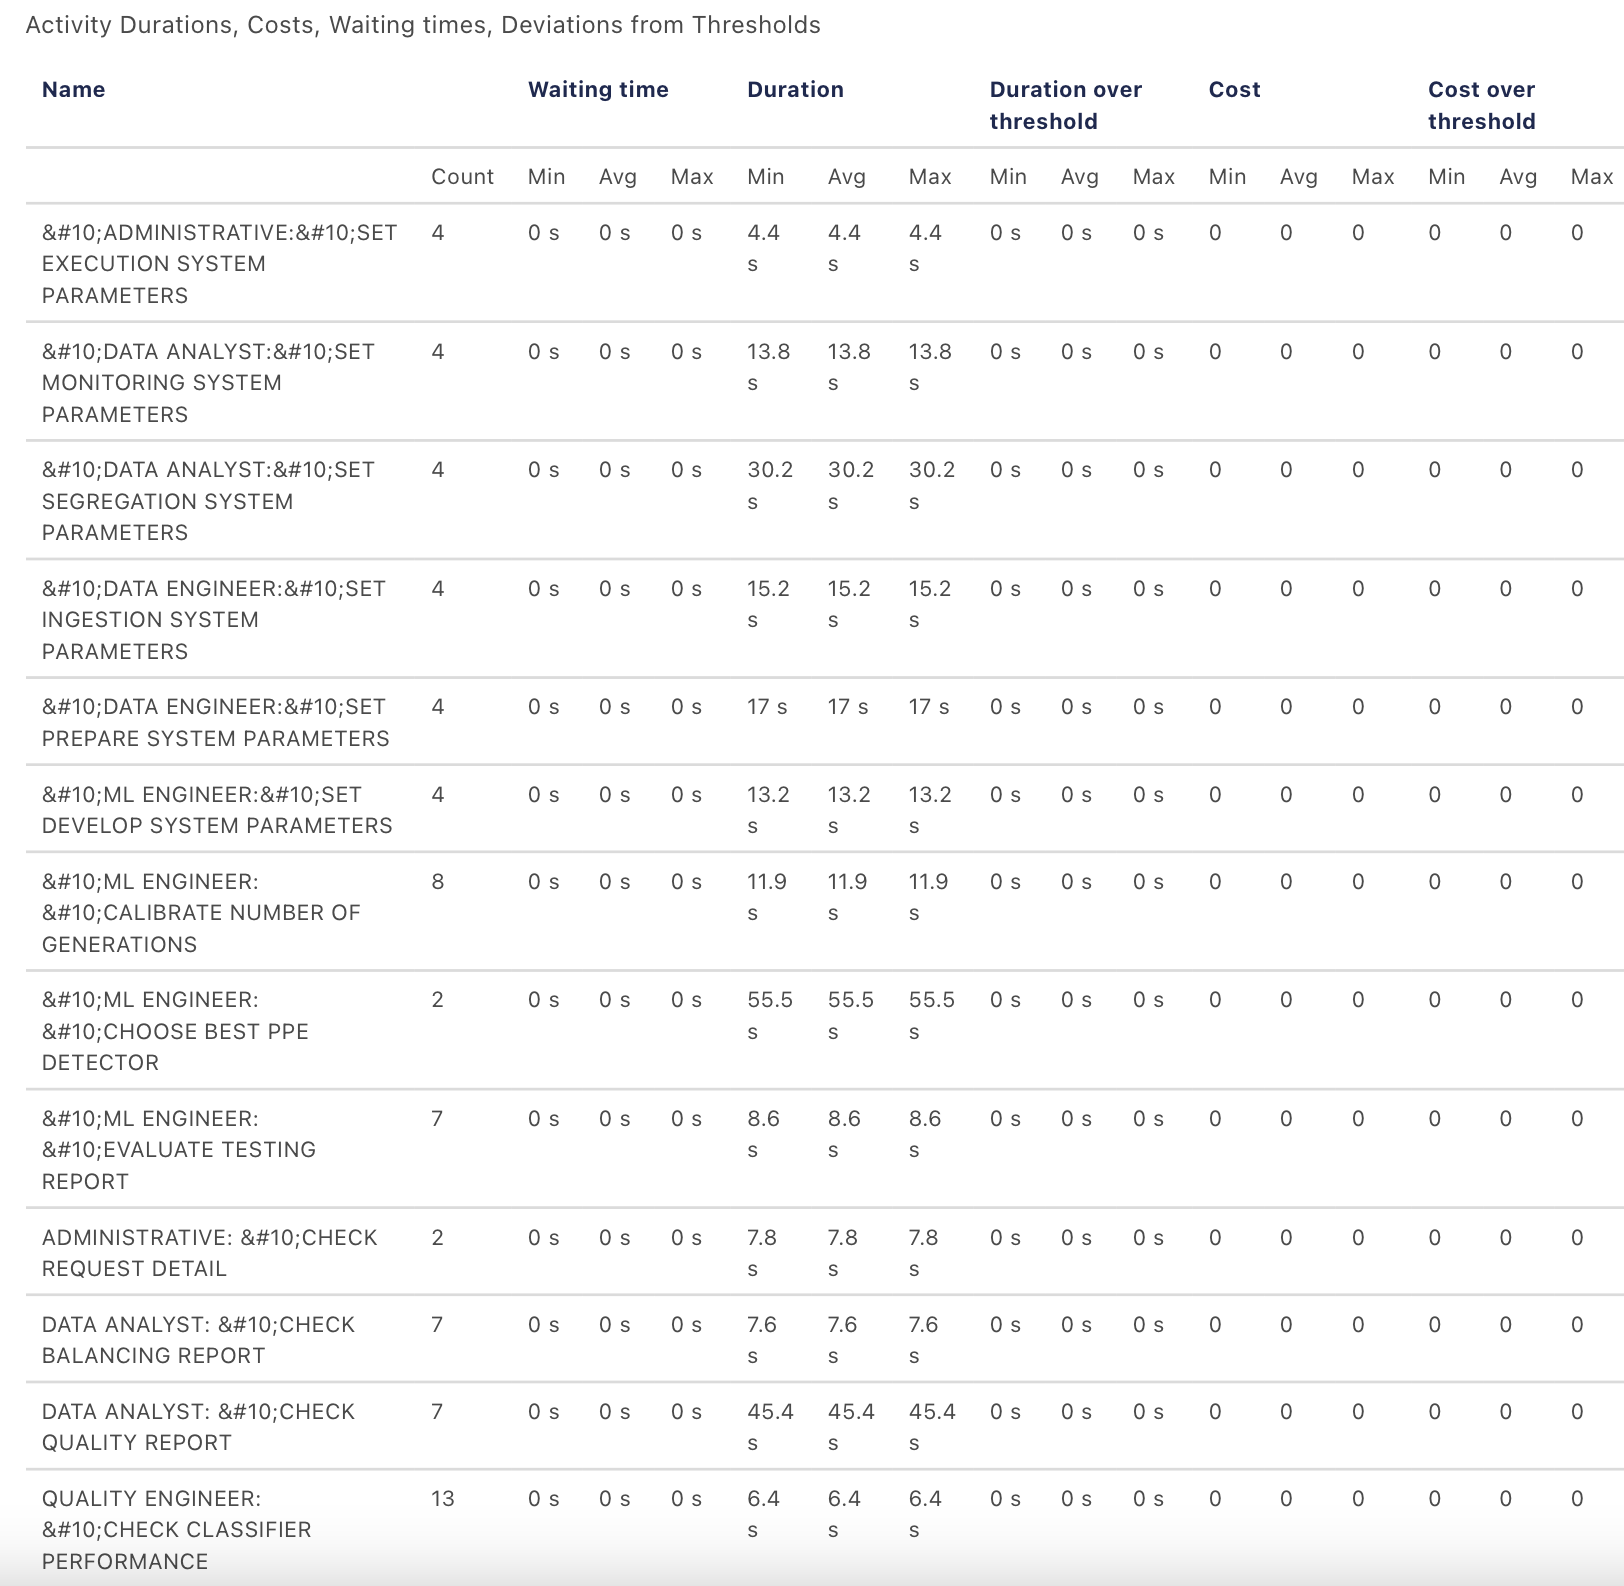 Activity Durations, Costs, Waiting times, Deviations from Thresholds
Name Waiting time Duration Duration over Cost Cost over
threshold threshold
Count Min Avg Max Min Avg Max Min Avg Max Min Avg Max Min Avg Max
&#10;ADMINISTRATIVE:&#10;SET 4 0 s 0 s 0 s 4.4 4.4 4.4 0 s 0 s 0 s 0 0 0 0 0 0
EXECUTION SYSTEM s s s
PARAMETERS
&#10;DATA ANALYST:&#10;SET 4 0 s 0 s 0 s 13.8 13.8 13.8 0 s 0 s 0 s 0 0 0 0 0 0
MONITORING SYSTEM s s s
PARAMETERS
&#10;DATA ANALYST:&#10;SET 4 0 s 0 s 0 s 30.2 30.2 30.2 0 s 0 s 0 s 0 0 0 0 0 0
SEGREGATION SYSTEM s s s
PARAMETERS
&#10;DATA ENGINEER:&#10;SET 4 0 s 0 s 0 s 15.2 15.2 15.2 0 s 0 s 0 s 0 0 0 0 0 0
INGESTION SYSTEM s s s
PARAMETERS
&#10;DATA ENGINEER:&#10;SET 4 0 s 0 s 0 s 17 s 17 s 17 s 0 s 0 s 0 s 0 0 0 0 0 0
PREPARE SYSTEM PARAMETERS
&#10;ML ENGINEER:&#10;SET 4 0 s 0 s 0 s 13.2 13.2 13.2 0 s 0 s 0 s 0 0 0 0 0 0
DEVELOP SYSTEM PARAMETERS s s s
&#10;ML ENGINEER: 8 0 s 0 s 0 s 11.9 11.9 11.9 0 s 0 s 0 s 0 0 0 0 0 0
&#10;CALIBRATE NUMBER OF s s s
GENERATIONS
&#10;ML ENGINEER: 2 0 s 0 s 0 s 55.5 55.5 55.5 0 s 0 s 0 s 0 0 0 0 0 0
&#10;CHOOSE BEST PPE s s s
DETECTOR
&#10;ML ENGINEER: 7 0 s 0 s 0 s 8.6 8.6 8.6 0 s 0 s 0 s 0 0 0 0 0 0
&#10;EVALUATE TESTING s s s
REPORT
ADMINISTRATIVE: &#10;CHECK 2 0 s 0 s 0 s 7.8 7.8 7.8 0 s 0 s 0 s 0 0 0 0 0 0
REQUEST DETAIL s s s
DATA ANALYST: &#10;CHECK 7 0 s 0 s 0 s 7.6 7.6 7.6 0 s 0 s 0 s 0 0 0 0 0 0
BALANCING REPORT s s s
DATA ANALYST: &#10;CHECK 7 0 s 0 s 0 s 45.4 45.4 45.4 0 s 0 s 0 s 0 0 0 0 0 0
QUALITY REPORT s s s
QUALITY ENGINEER: 13 0 s 0 s 0 s 6.4 6.4 6.4 0 s 0 s 0 s 0 0 0 0 0 0
&#10;CHECK CLASSIFIER s s s
PERFORMANCE